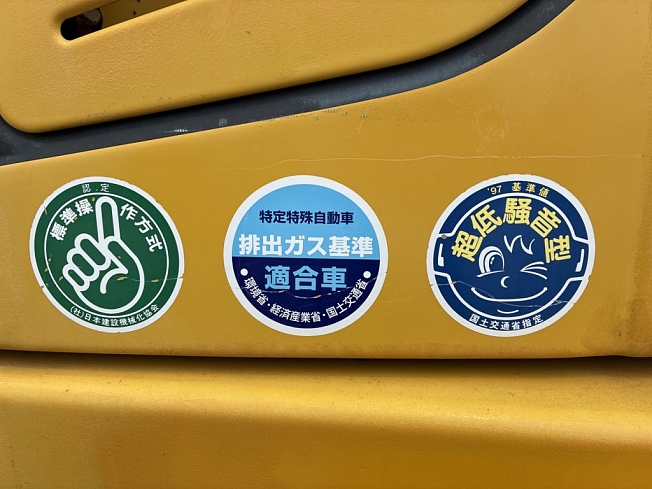 認定
標準操作方式
(社)日本建設機械化協会
特定特殊自動車
排出ガス基準
適合車
・環境省・経済産業省・国土交通省・
'97 基準値
超低騒音型
国土交通省指定